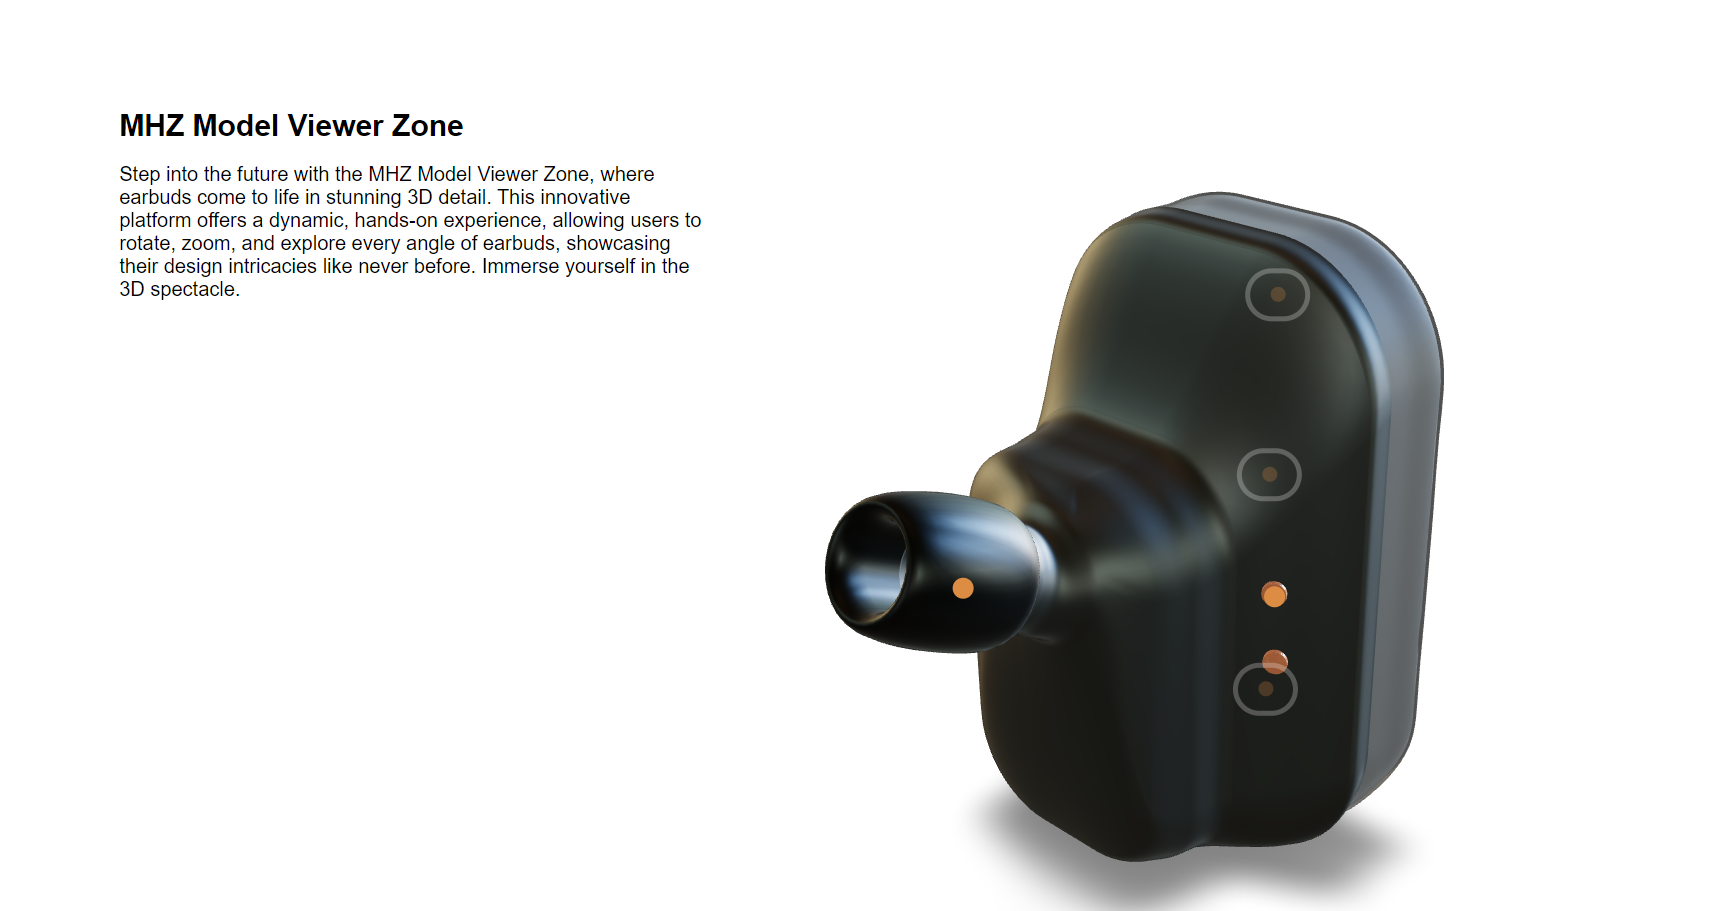 MHZ Model Viewer Zone
Step into the future with the MHZ Model Viewer Zone, where
earbuds come to life in stunning 3D detail. This innovative
platform offers a dynamic, hands-on experience, allowing users to
rotate, zoom, and explore every angle of earbuds, showcasing
their design intricacies like never before. Immerse yourself in the
3D spectacle.